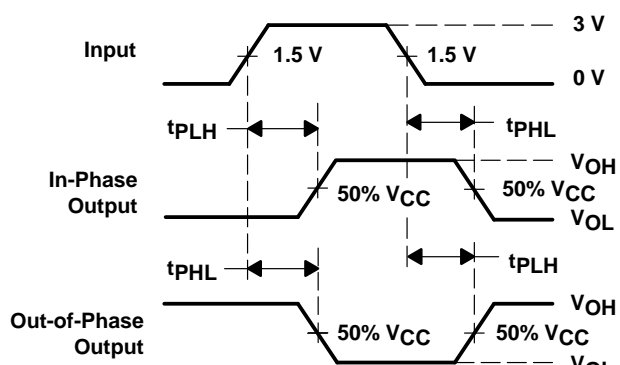 3 V
Input
1.5 V
1.5 V
0 V
tPLH
tPHL
VOH
In-Phase
Output
50% VCC
50% VCC
VOL
tPHL
tPLH
VOH
Out-of-Phase
Output
50% VCC
50% VCC
VOL